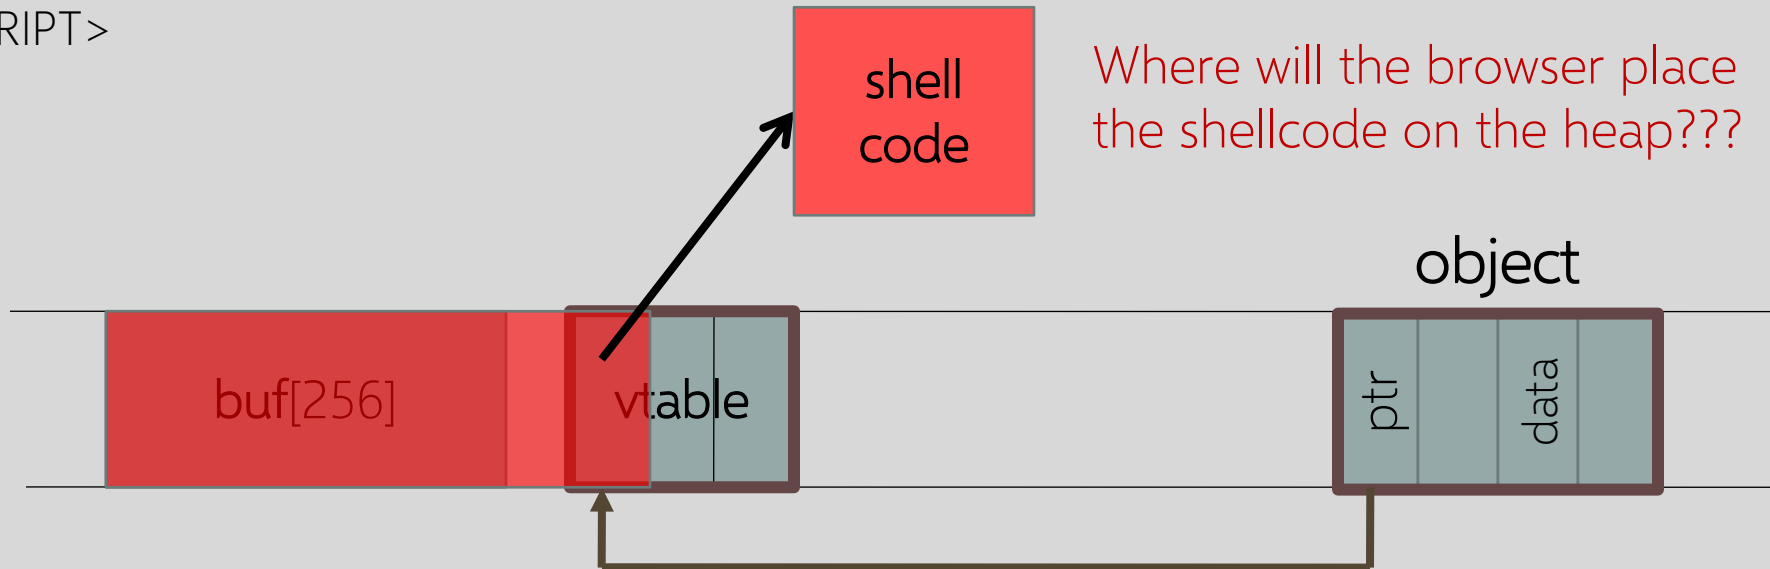 RIPT>
shell
code
Where will the browser place
the shellcode on the heap???
object
buf[256]
vtable
ptr
data